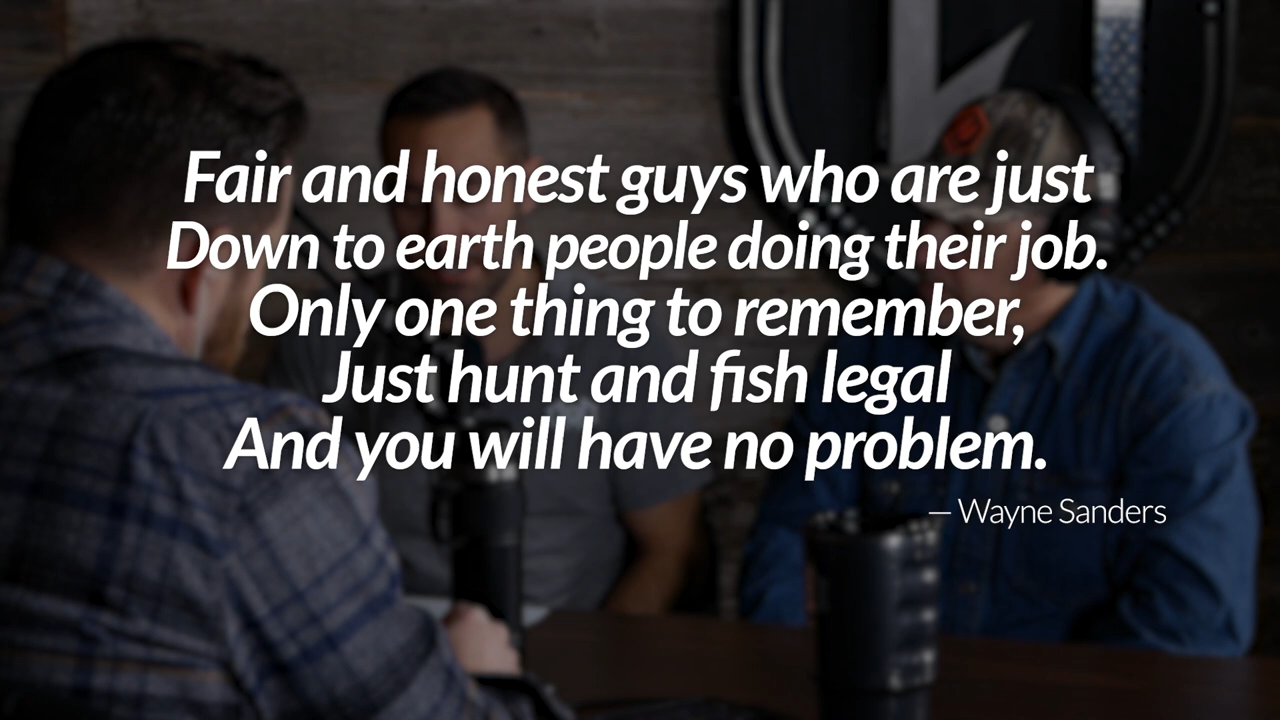 Fair and honest guys who are just
Down to earth people doing their job.
Only one thing to remember,
Just hunt and fish legal
And you will have no problem.
— Wayne Sanders